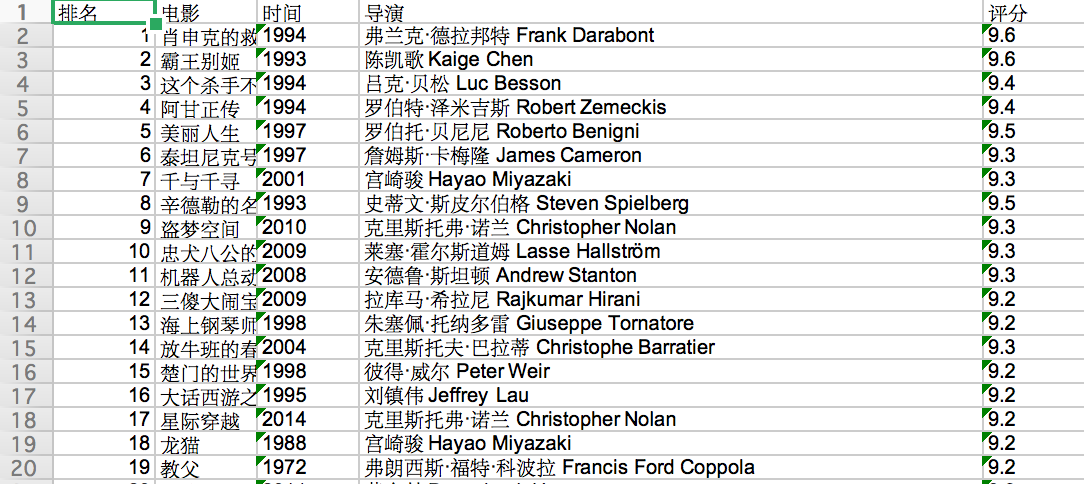 1 排名 电影 时间 导演 评分
2 1 肖申克的救 1994 弗兰克·德拉邦特 Frank Darabont 9.6
3 2 霸王别姬 1993 陈凯歌 Kaige Chen 9.6
4 3 这个杀手不 1994 吕克·贝松 Luc Besson 9.4
5 4 阿甘正传 1994 罗伯特·泽米吉斯 Robert Zemeckis 9.4
6 5 美丽人生 1997 罗伯托·贝尼尼 Roberto Benigni 9.5
7 6 泰坦尼克号 1997 詹姆斯·卡梅隆 James Cameron 9.3
8 7 千与千寻 2001 宫崎骏 Hayao Miyazaki 9.3
9 8 辛德勒的名 1993 史蒂文·斯皮尔伯格 Steven Spielberg 9.5
10 9 盗梦空间 2010 克里斯托弗·诺兰 Christopher Nolan 9.3
11 10 忠犬八公的 2009 莱塞·霍尔斯道姆 Lasse Hallström 9.3
12 11 机器人总动 2008 安德鲁·斯坦顿 Andrew Stanton 9.3
13 12 三傻大闹宝 2009 拉库马·希拉尼 Rajkumar Hirani 9.2
14 13 海上钢琴师 1998 朱塞佩·托纳多雷 Giuseppe Tornatore 9.2
15 14 放牛班的春 2004 克里斯托夫·巴拉蒂 Christophe Barratier 9.3
16 15 楚门的世界 1998 彼得·威尔 Peter Weir 9.2
17 16 大话西游之 1995 刘镇伟 Jeffrey Lau 9.2
18 17 星际穿越 2014 克里斯托弗·诺兰 Christopher Nolan 9.2
19 18 龙猫 1988 宫崎骏 Hayao Miyazaki 9.2
20 19 教父 1972 弗朗西斯·福特·科波拉 Francis Ford Coppola 9.2